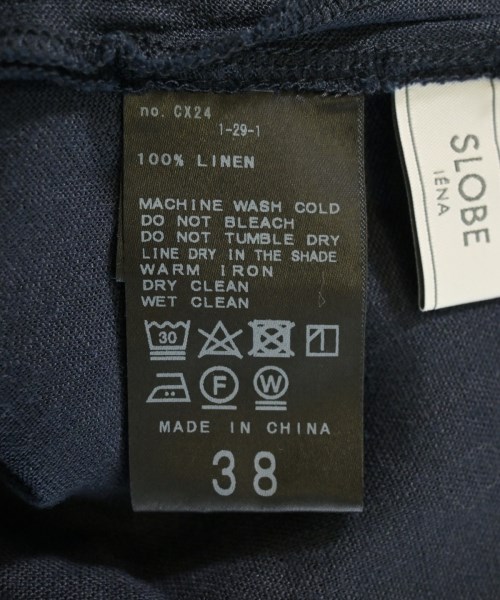 no. CX24
1-29-1
100% LINEN
MACHINE WASH COLD
DO NOT BLEACH
DO NOT TUMBLE DRY
LINE DRY IN THE SHADE
WARM IRON
DRY CLEAN
WET CLEAN
30
F
W
MADE IN CHINA
38
SLOBE
IÉNA